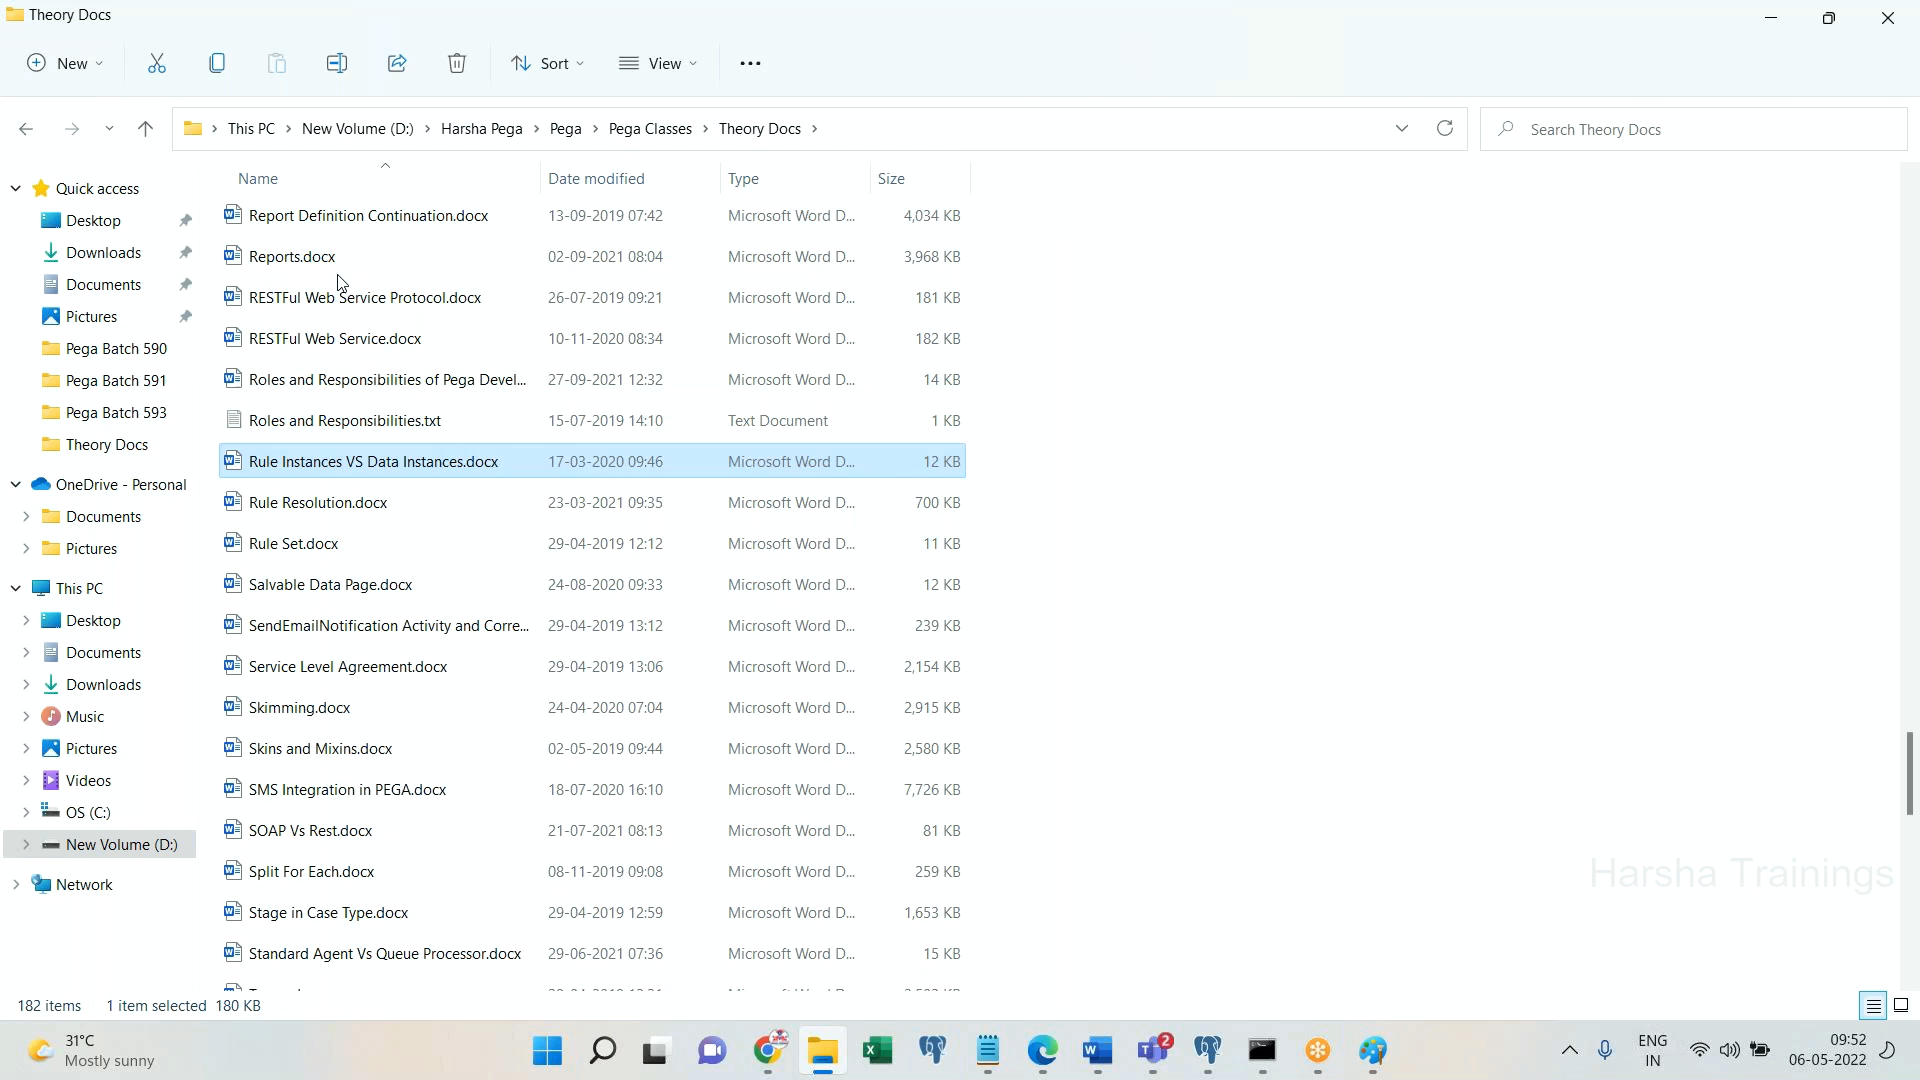 Theory Docs
New
Sort
View
This PC > New Volume (D:) > Harsha Pega > Pega > Pega Classes > Theory Docs >
Search Theory Docs
Quick access
Desktop
Downloads
Documents
Pictures
Pega Batch 590
Pega Batch 591
Pega Batch 593
Theory Docs
OneDrive - Personal
Documents
Pictures
This PC
Desktop
Documents
Downloads
Music
Pictures
Videos
OS (C:)
New Volume (D:)
Network
Name Date modified Type Size
Report Definition Continuation.docx 13-09-2019 07:42 Microsoft Word D... 4,034 KB
Reports.docx 02-09-2021 08:04 Microsoft Word D... 3,968 KB
RESTFul Web Service Protocol.docx 26-07-2019 09:21 Microsoft Word D... 181 KB
RESTFul Web Service.docx 10-11-2020 08:34 Microsoft Word D... 182 KB
Roles and Responsibilities of Pega Devel... 27-09-2021 12:32 Microsoft Word D... 14 KB
Roles and Responsibilities.txt 15-07-2019 14:10 Text Document 1 KB
Rule Instances VS Data Instances.docx 17-03-2020 09:46 Microsoft Word D... 12 KB
Rule Resolution.docx 23-03-2021 09:35 Microsoft Word D... 700 KB
Rule Set.docx 29-04-2019 12:12 Microsoft Word D... 11 KB
Salvable Data Page.docx 24-08-2020 09:33 Microsoft Word D... 12 KB
SendEmailNotification Activity and Corre... 29-04-2019 13:12 Microsoft Word D... 239 KB
Service Level Agreement.docx 29-04-2019 13:06 Microsoft Word D... 2,154 KB
Skimming.docx 24-04-2020 07:04 Microsoft Word D... 2,915 KB
Skins and Mixins.docx 02-05-2019 09:44 Microsoft Word D... 2,580 KB
SMS Integration in PEGA.docx 18-07-2020 16:10 Microsoft Word D... 7,726 KB
SOAP Vs Rest.docx 21-07-2021 08:13 Microsoft Word D... 81 KB
Split For Each.docx 08-11-2019 09:08 Microsoft Word D... 259 KB
Stage in Case Type.docx 29-04-2019 12:59 Microsoft Word D... 1,653 KB
Standard Agent Vs Queue Processor.docx 29-06-2021 07:36 Microsoft Word D... 15 KB
Harsha Trainings
182 items 1 item selected 180 KB
31°C
Mostly sunny
2
ENG
IN
09:52
06-05-2022